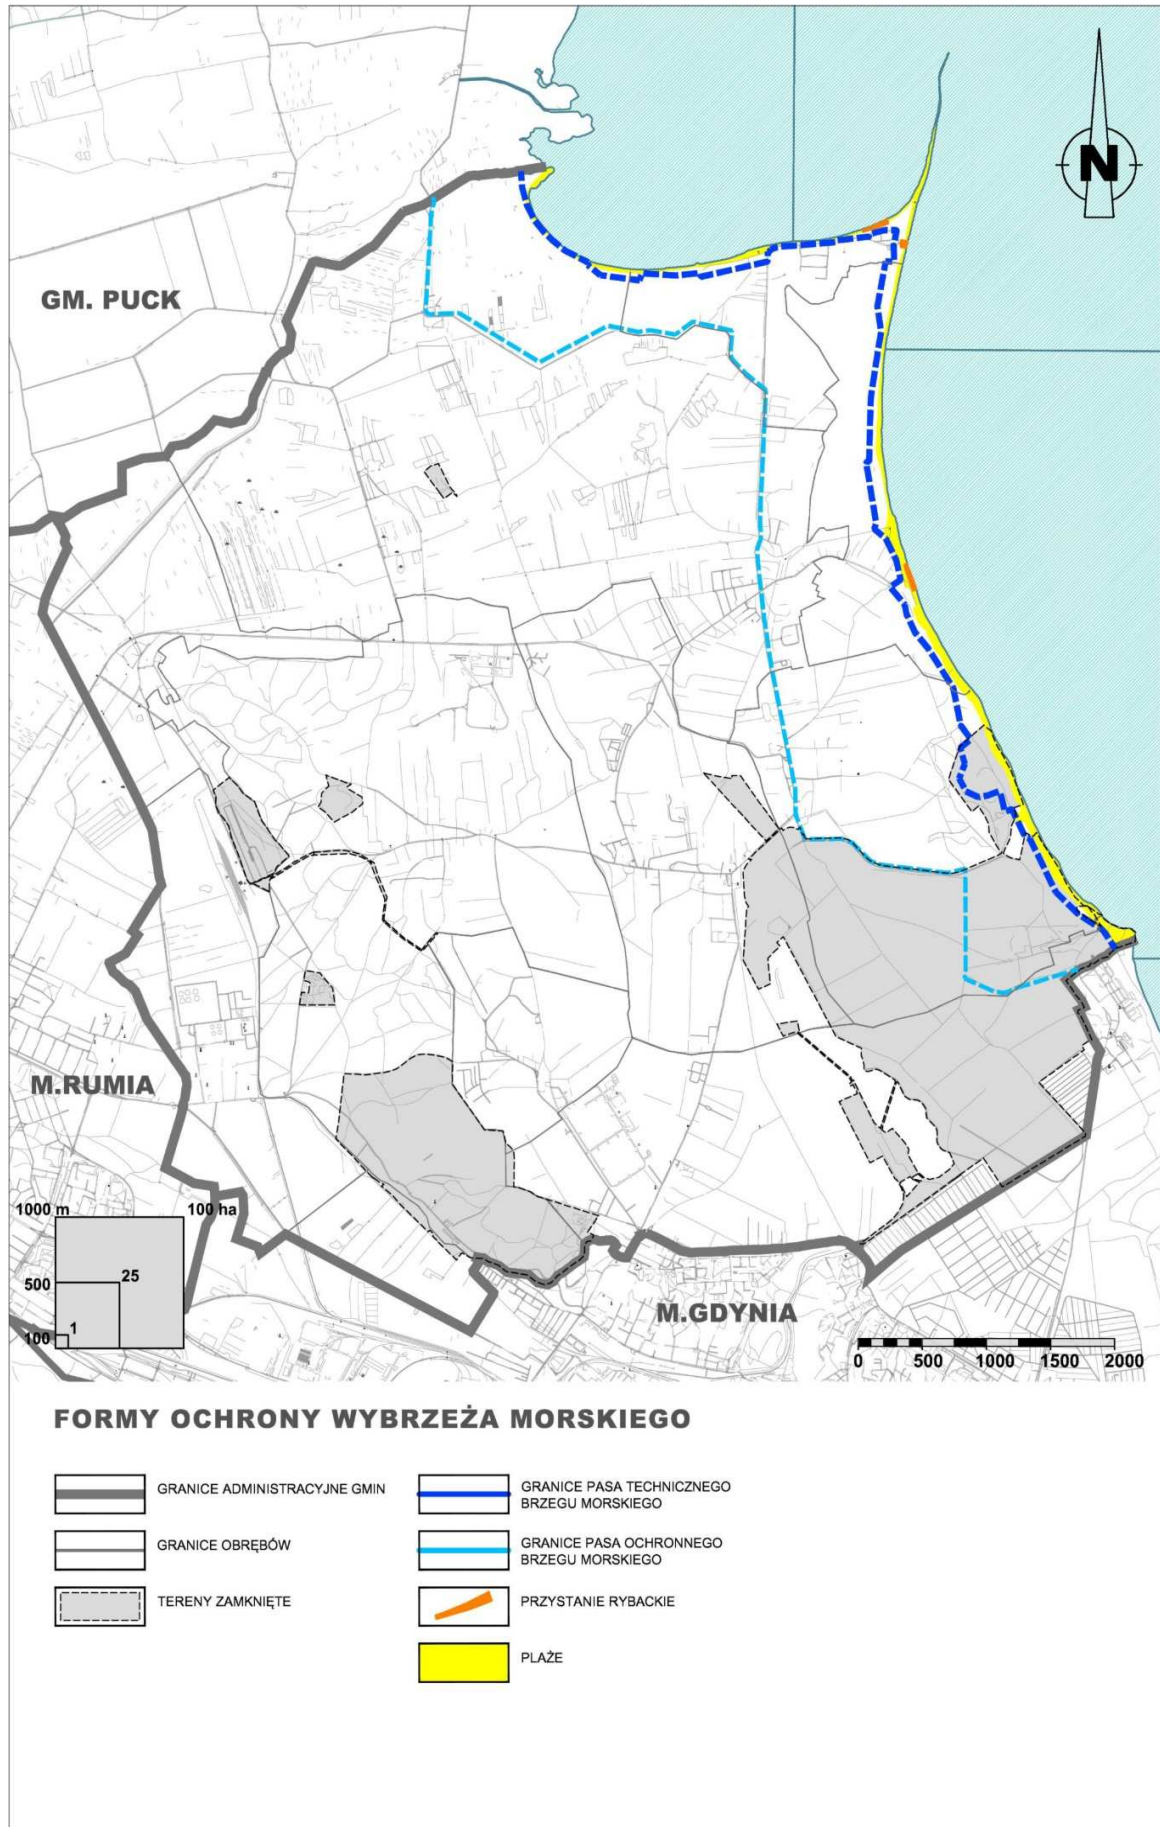 N
GM. PUCK
M.RUMIA
1000 m
100 ha
500
25
100
1
M.GDYNIA
0 500 1000 1500 2000
FORMY OCHRONY WYBRZEŻA MORSKIEGO
GRANICE ADMINISTRACYJNE GMIN
GRANICE OBRĘBÓW
TERENY ZAMKNIĘTE
GRANICE PASA TECHNICZNEGO
BRZEGU MORSKIEGO
GRANICE PASA OCHRONNEGO
BRZEGU MORSKIEGO
PRZYSTANIE RYBACKIE
PLAŻE